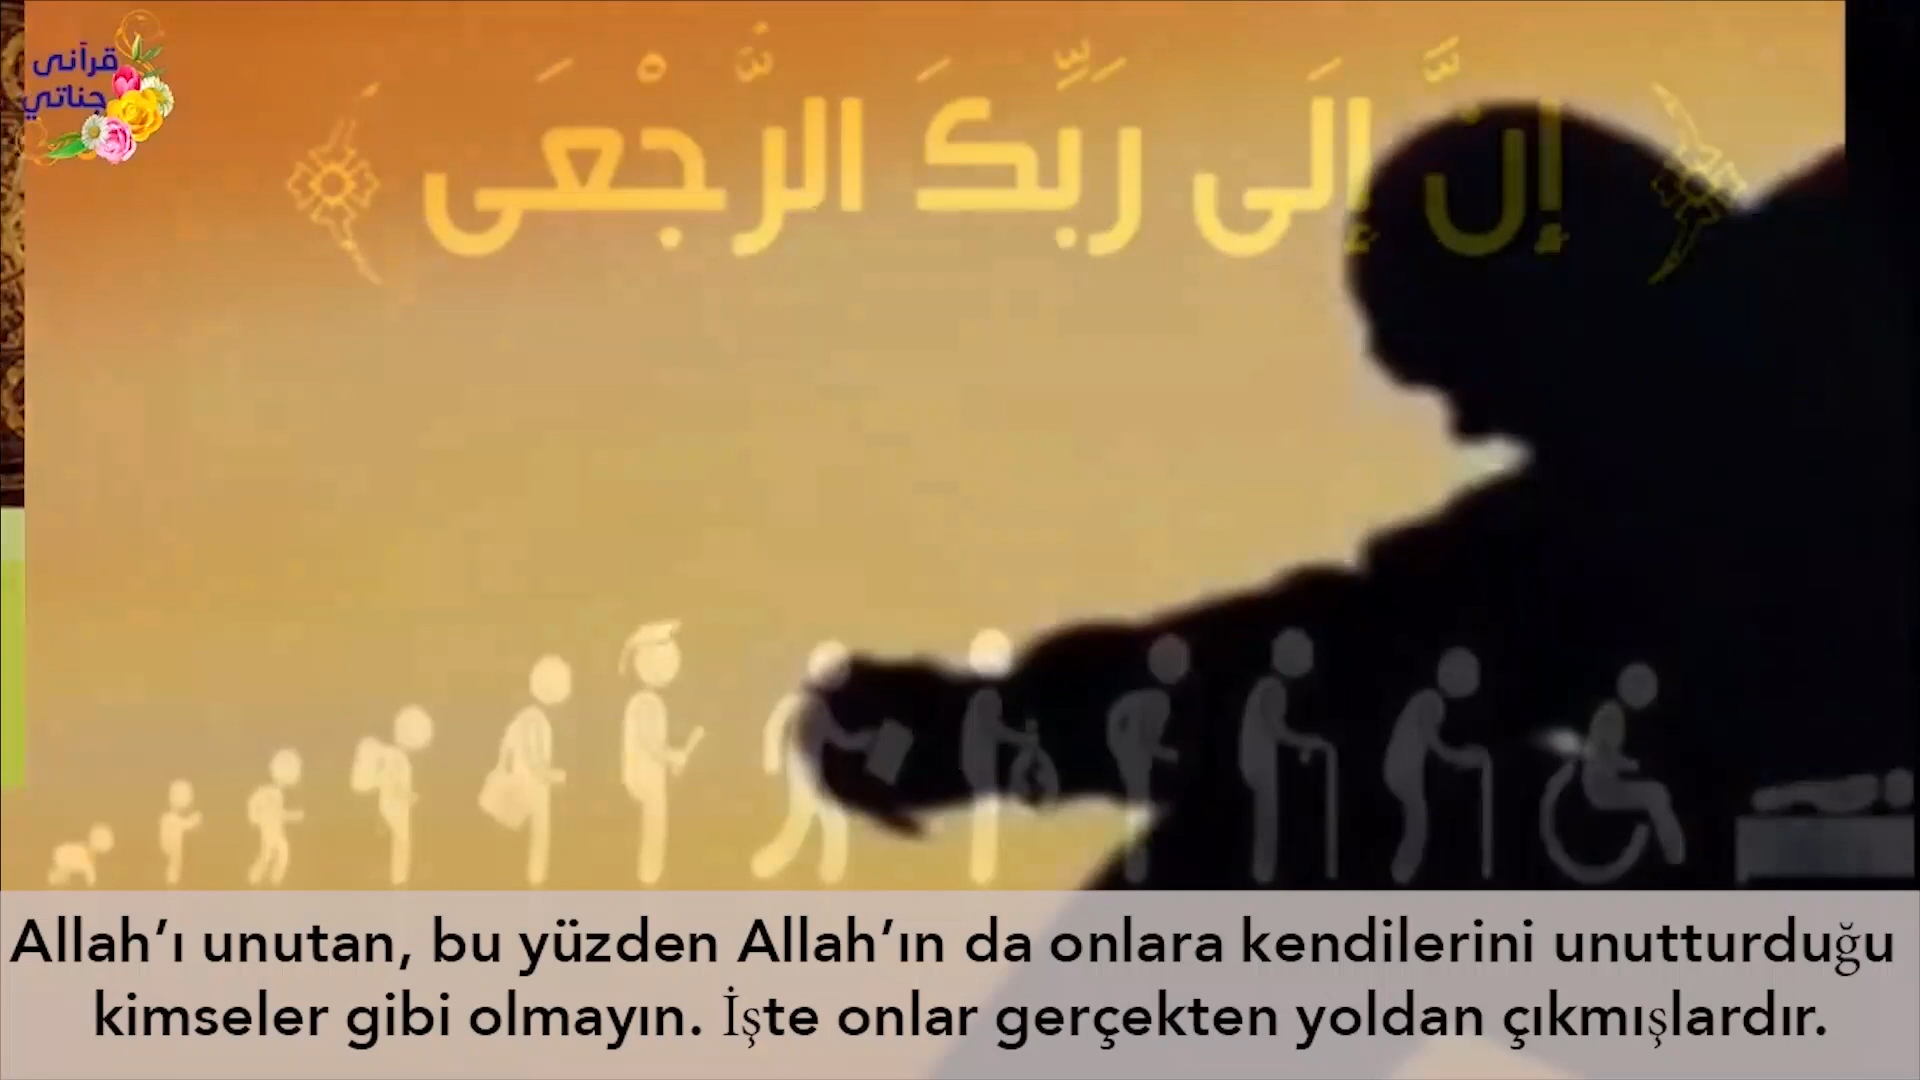 قرآنى
جناتي
﴿ إِنَّ إِلَى رَبِّكَ الرُّجْعَى ﴾
Allah’ı unutan, bu yüzden Allah’ın da onlara kendilerini unutturduğu
kimseler gibi olmayın. İşte onlar gerçekten yoldan çıkmışlardır.